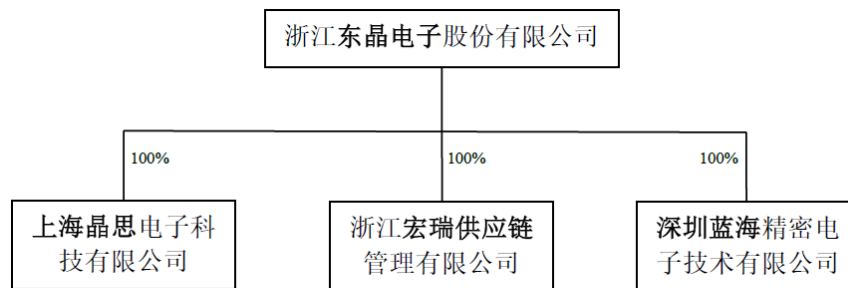 浙江东晶电子股份有限公司
100%
100%
100%
上海晶思电子科
技有限公司
浙江宏瑞供应链
管理有限公司
深圳蓝海精密电
子技术有限公司